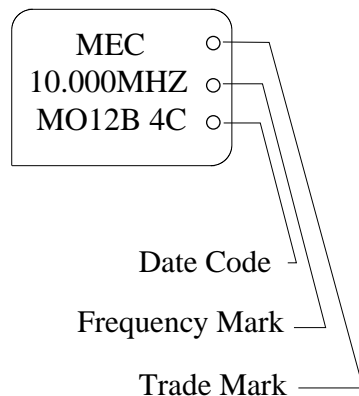 MEC
10.000MHZ
MO12B 4C
Date Code
Frequency Mark
Trade Mark